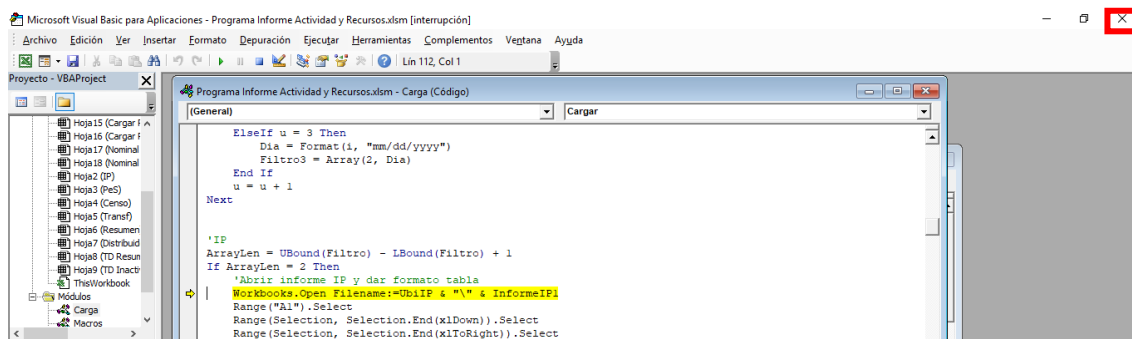 Microsoft Visual Basic para Aplicaciones - Programa Informe Actividad y Recursos.xlsm [interrupción]
Archivo Edición Ver Insertar Formato Depuración Ejecutar Herramientas Complementos Ventana Ayuda
Lín 112, Col 1
Proyecto - VBAProject
Hoja15 (Cargar F
Hoja16 (Cargar F
Hoja17 (Nominal
Hoja18 (Nominal
Hoja2 (IP)
Hoja3 (PeS)
Hoja4 (Censo)
Hoja5 (Transf)
Hoja6 (Resumen
Hoja7 (Distribuid
Hoja8 (TD Resun
Hoja9 (TD Inacti
ThisWorkbook
Módulos
Carga
Macros
Programa Informe Actividad y Recursos.xlsm - Carga (Código)
(General) Cargar
ElseIf u = 3 Then
Dia = Format(i, "mm/dd/yyyy")
Filtro3 = Array(2, Dia)
End If
u = u + 1
Next
'IP
ArrayLen = UBound(Filtro) - LBound(Filtro) + 1
If ArrayLen = 2 Then
'Abrir informe IP y dar formato tabla
Workbooks.Open Filename:=UbiIP & "\" & InformeIP1
Range("A1").Select
Range(Selection, Selection.End(xlDown)).Select
Range(Selection, Selection.End(xlToRight)).Select